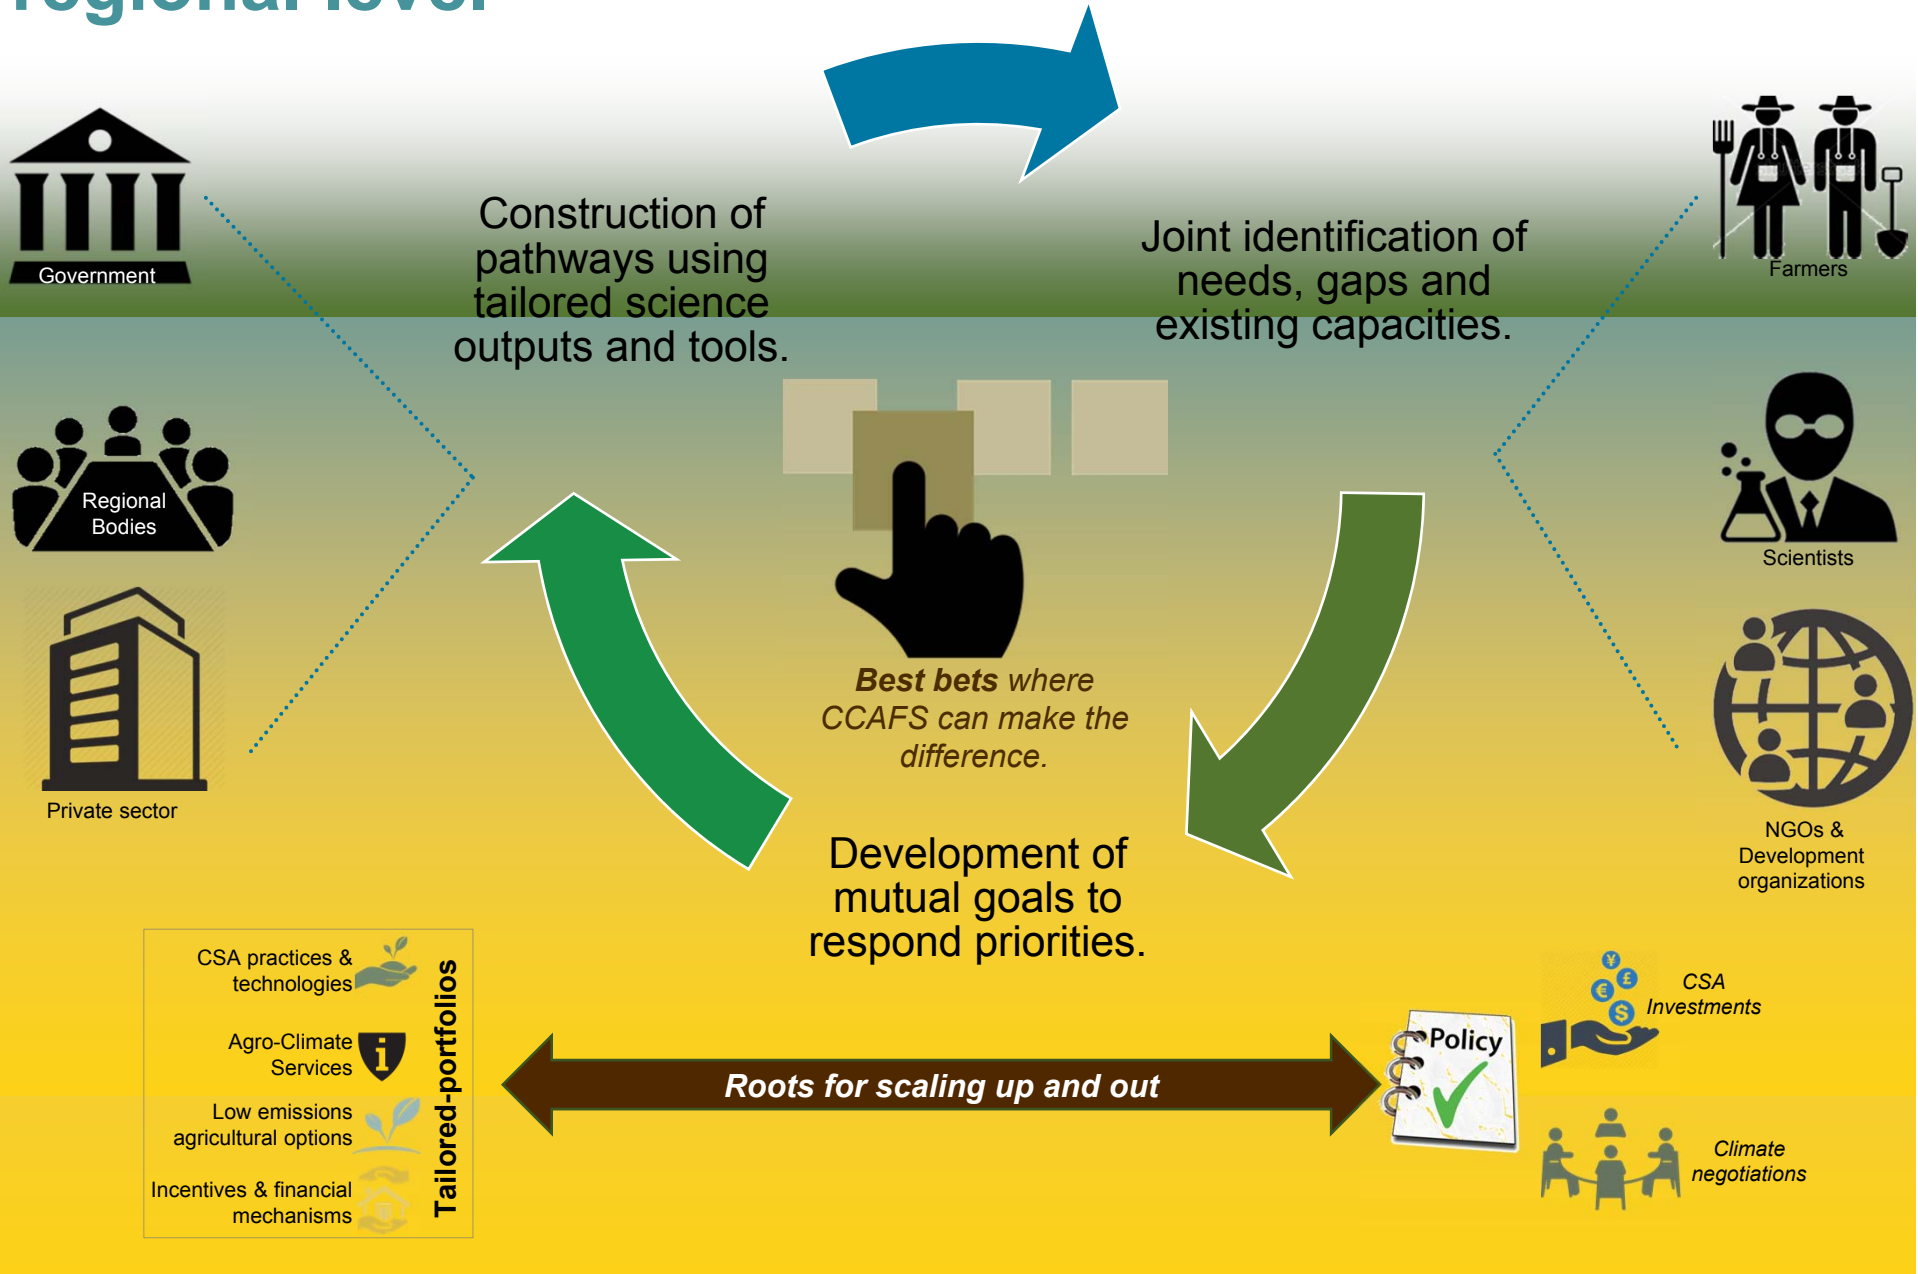 regional level
Government
Construction of
pathways using
tailored science
outputs and tools.
Joint identification of
needs, gaps and
existing capacities.
Farmers
Regional
Bodies
Scientists
Private sector
Best bets where
CCAFS can make the
difference.
NGOs &
Development
organizations
Development of
mutual goals to
respond priorities.
CSA practices &
technologies
Agro-Climate
Services
i
Low emissions
agricultural options
Incentives & financial
mechanisms
Tailored-portfolios
Roots for scaling up and out
Policy
¥
£
€
$
CSA
Investments
Climate
negotiations